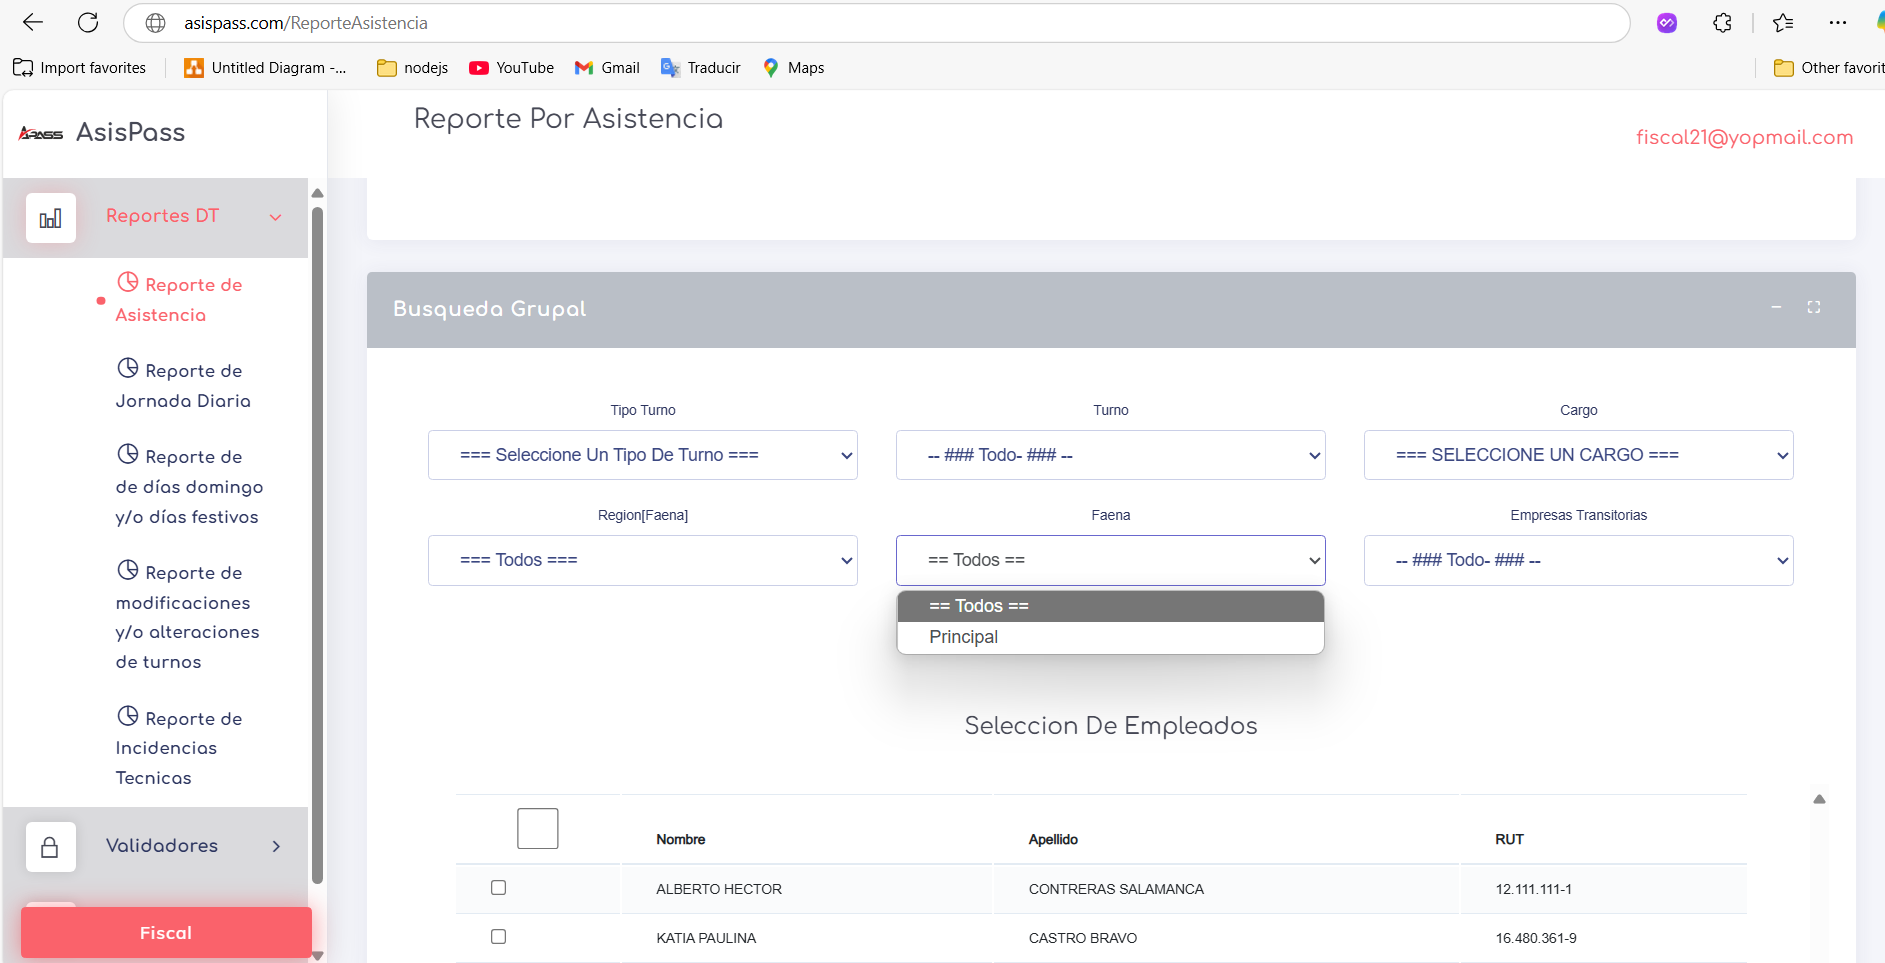 asispass.com/ReporteAsistencia
Import favorites
Untitled Diagram -...
nodejs
YouTube
Gmail
Traducir
Maps
Other favorit
APASS
AsisPass
Reporte Por Asistencia
fiscal21@yopmail.com
Reportes DT
Reporte de
Asistencia
Reporte de
Jornada Diaria
Reporte de
de días domingo
y/o días festivos
Reporte de
modificaciones
y/o alteraciones
de turnos
Reporte de
Incidencias
Tecnicas
Validadores
Fiscal
Busqueda Grupal
Tipo Turno
Turno
Cargo
=== Seleccione Un Tipo De Turno ===
-- ### Todo- ### --
=== SELECCIONE UN CARGO ===
Region[Faena]
Faena
Empresas Transitorias
=== Todos ===
== Todos ==
-- ### Todo- ### --
== Todos ==
Principal
Seleccion De Empleados
Nombre
Apellido
RUT
ALBERTO HECTOR
CONTRERAS SALAMANCA
12.111.111-1
KATIA PAULINA
CASTRO BRAVO
16.480.361-9